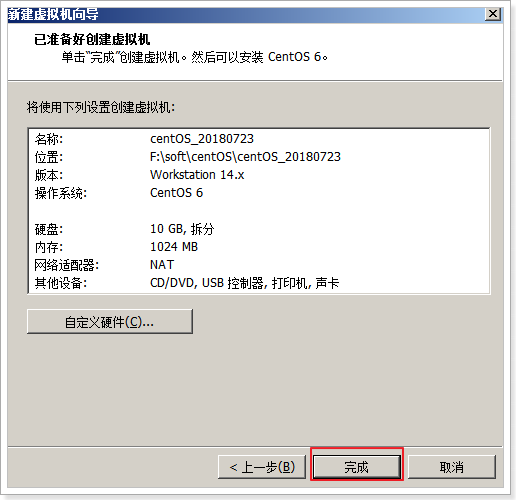 新建虚拟机向导
已准备好创建虚拟机
单击“完成”创建虚拟机。然后可以安装 CentOS 6。
将使用下列设置创建虚拟机:
名称: centOS_20180723
位置: F:\soft\centOS\centOS_20180723
版本: Workstation 14.x
操作系统: CentOS 6
硬盘: 10 GB, 拆分
内存: 1024 MB
网络适配器: NAT
其他设备: CD/DVD, USB 控制器, 打印机, 声卡
自定义硬件(C)...
< 上一步(B) 完成 取消